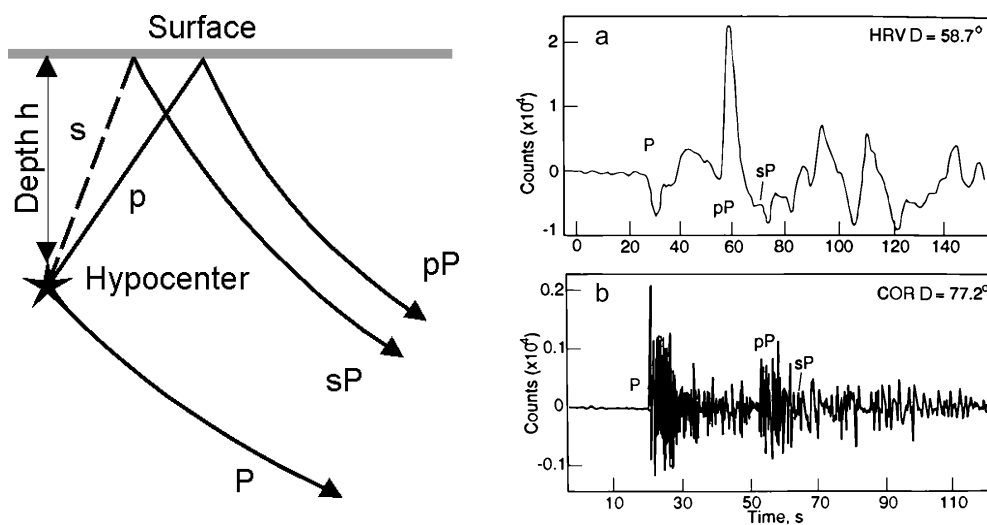 Surface
Depth h
s
p
Hypocenter
pP
sP
P
a
HRV D = 58.7°
Counts (x10⁴)
2
1
0
-1
P
pP
sP
0 20 40 60 80 100 120 140
b
COR D = 77.2°
Counts (x10⁴)
0.2
0.1
0
-0.1
P
pP
sP
10 30 50 70 90 110
Time, s